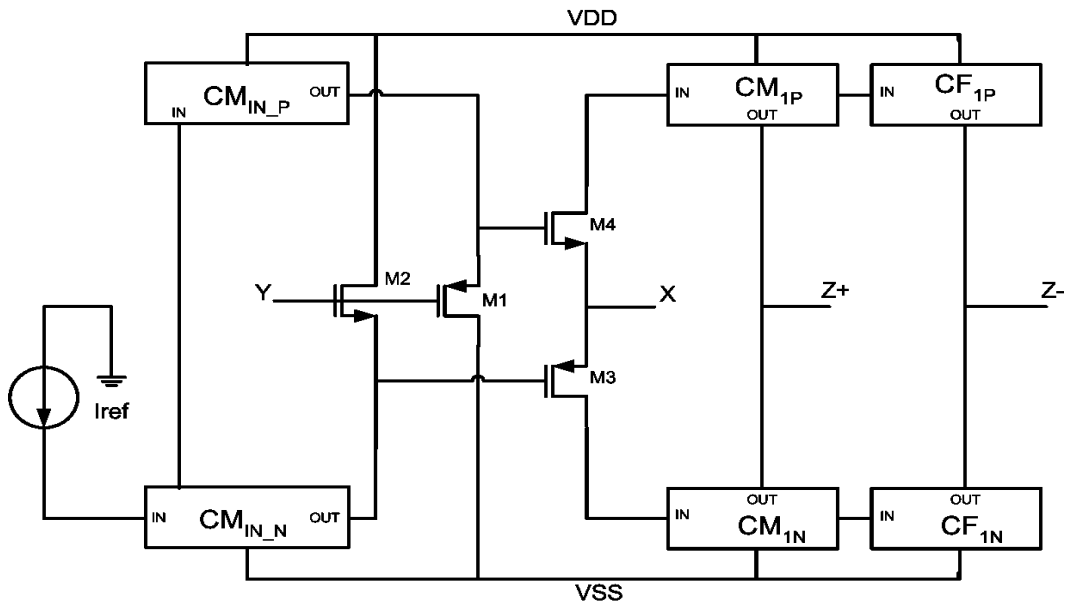 VDD
CM_IN_P
OUT
IN
IN
CM_1P
OUT
IN
CF_1P
OUT
M4
M2
Y
M1
X
Z+
Z-
M3
Iref
IN
CM_IN_N
OUT
OUT
IN
CM_1N
OUT
IN
CF_1N
VSS